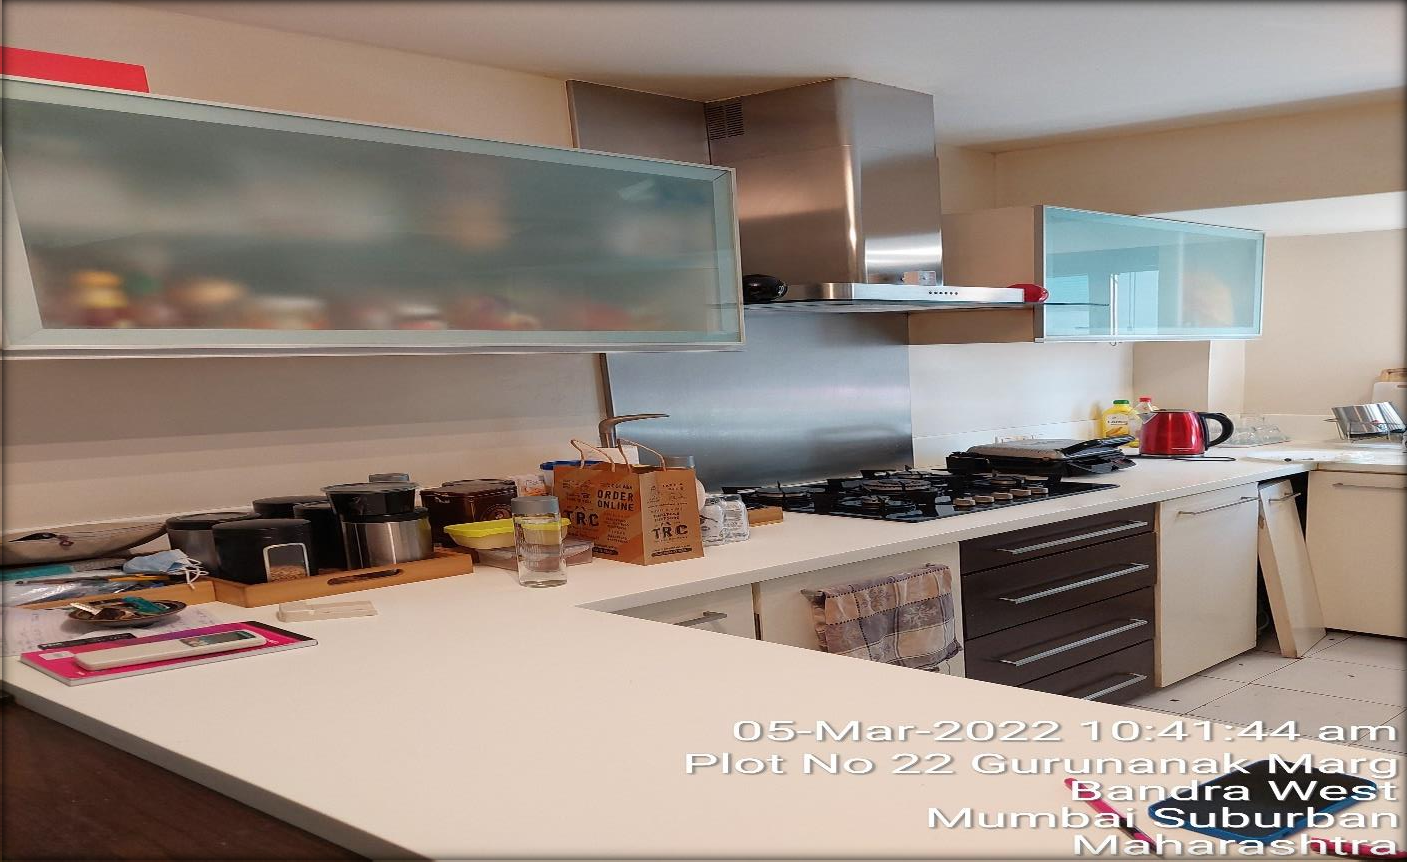 ORDER
ONLINE
TRC
TRC
05-Mar-2022 10:41:44 am
Plot No 22 Gurunanak Marg
Bandra West
Mumbai Suburban
Maharashtra